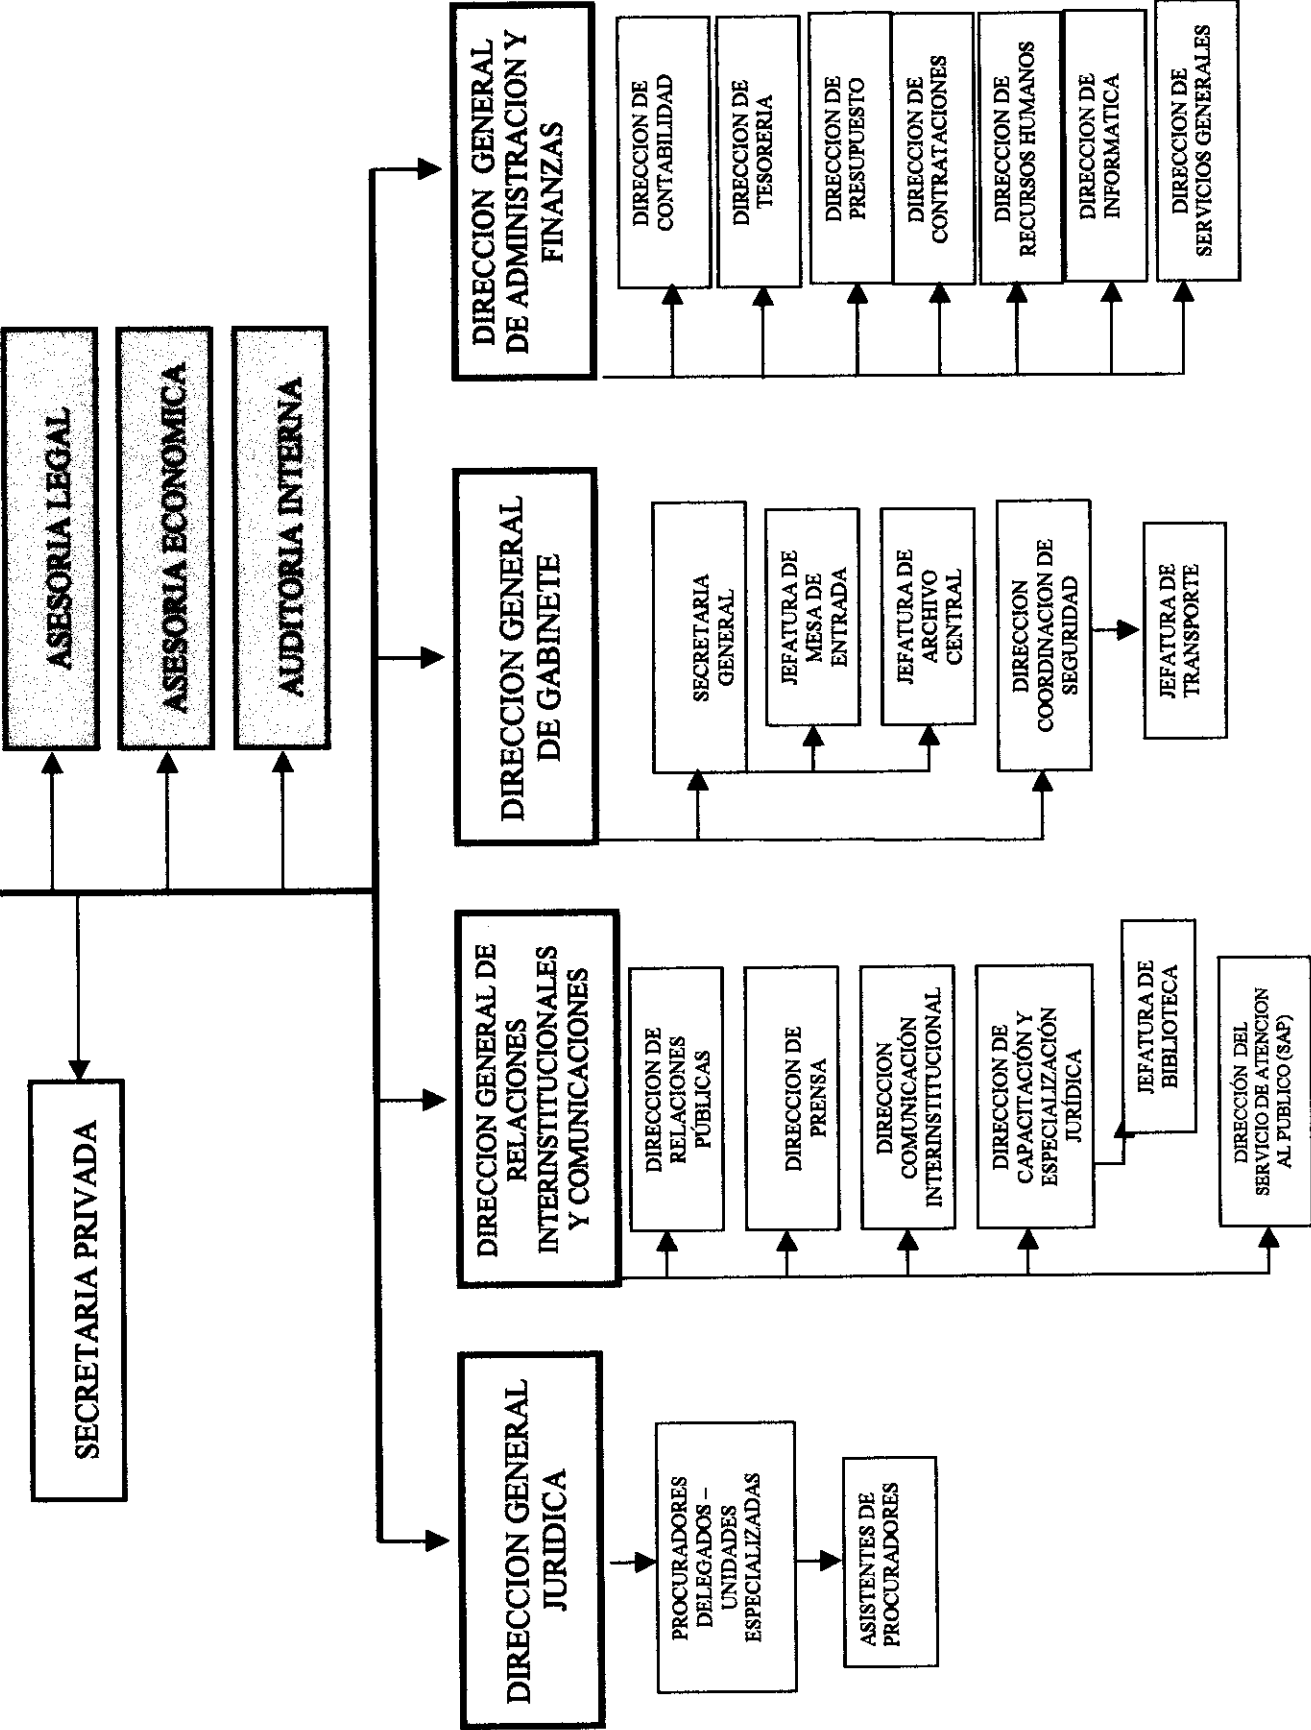 SECRETARIA PRIVADA
ASESORIA LEGAL
ASESORIA ECONOMICA
AUDITORIA INTERNA
DIRECCION GENERAL
JURIDICA
PROCURADORES
DELEGADOS –
UNIDADES
ESPECIALIZADAS
ASISTENTES DE
PROCURADORES
DIRECCION GENERAL DE
RELACIONES
INTERINSTITUCIONALES
Y COMUNICACIONES
DIRECCION DE
RELACIONES
PÚBLICAS
DIRECCION DE
PRENSA
DIRECCION
COMUNICACIÓN
INTERINSTITUCIONAL
DIRECCION DE
CAPACITACIÓN Y
ESPECIALIZACIÓN
JURÍDICA
JEFATURA DE
BIBLIOTECA
DIRECCIÓN DEL
SERVICIO DE ATENCION
AL PUBLICO (SAP)
DIRECCION GENERAL
DE GABINETE
SECRETARIA
GENERAL
JEFATURA DE
MESA DE
ENTRADA
JEFATURA DE
ARCHIVO
CENTRAL
DIRECCION
COORDINACION DE
SEGURIDAD
JEFATURA DE
TRANSPORTE
DIRECCION GENERAL
DE ADMINISTRACION Y
FINANZAS
DIRECCION DE
CONTABILIDAD
DIRECCION DE
TESORERIA
DIRECCION DE
PRESUPUESTO
DIRECCION DE
CONTRATACIONES
DIRECCION DE
RECURSOS HUMANOS
DIRECCION DE
INFORMATICA
DIRECCION DE
SERVICIOS GENERALES